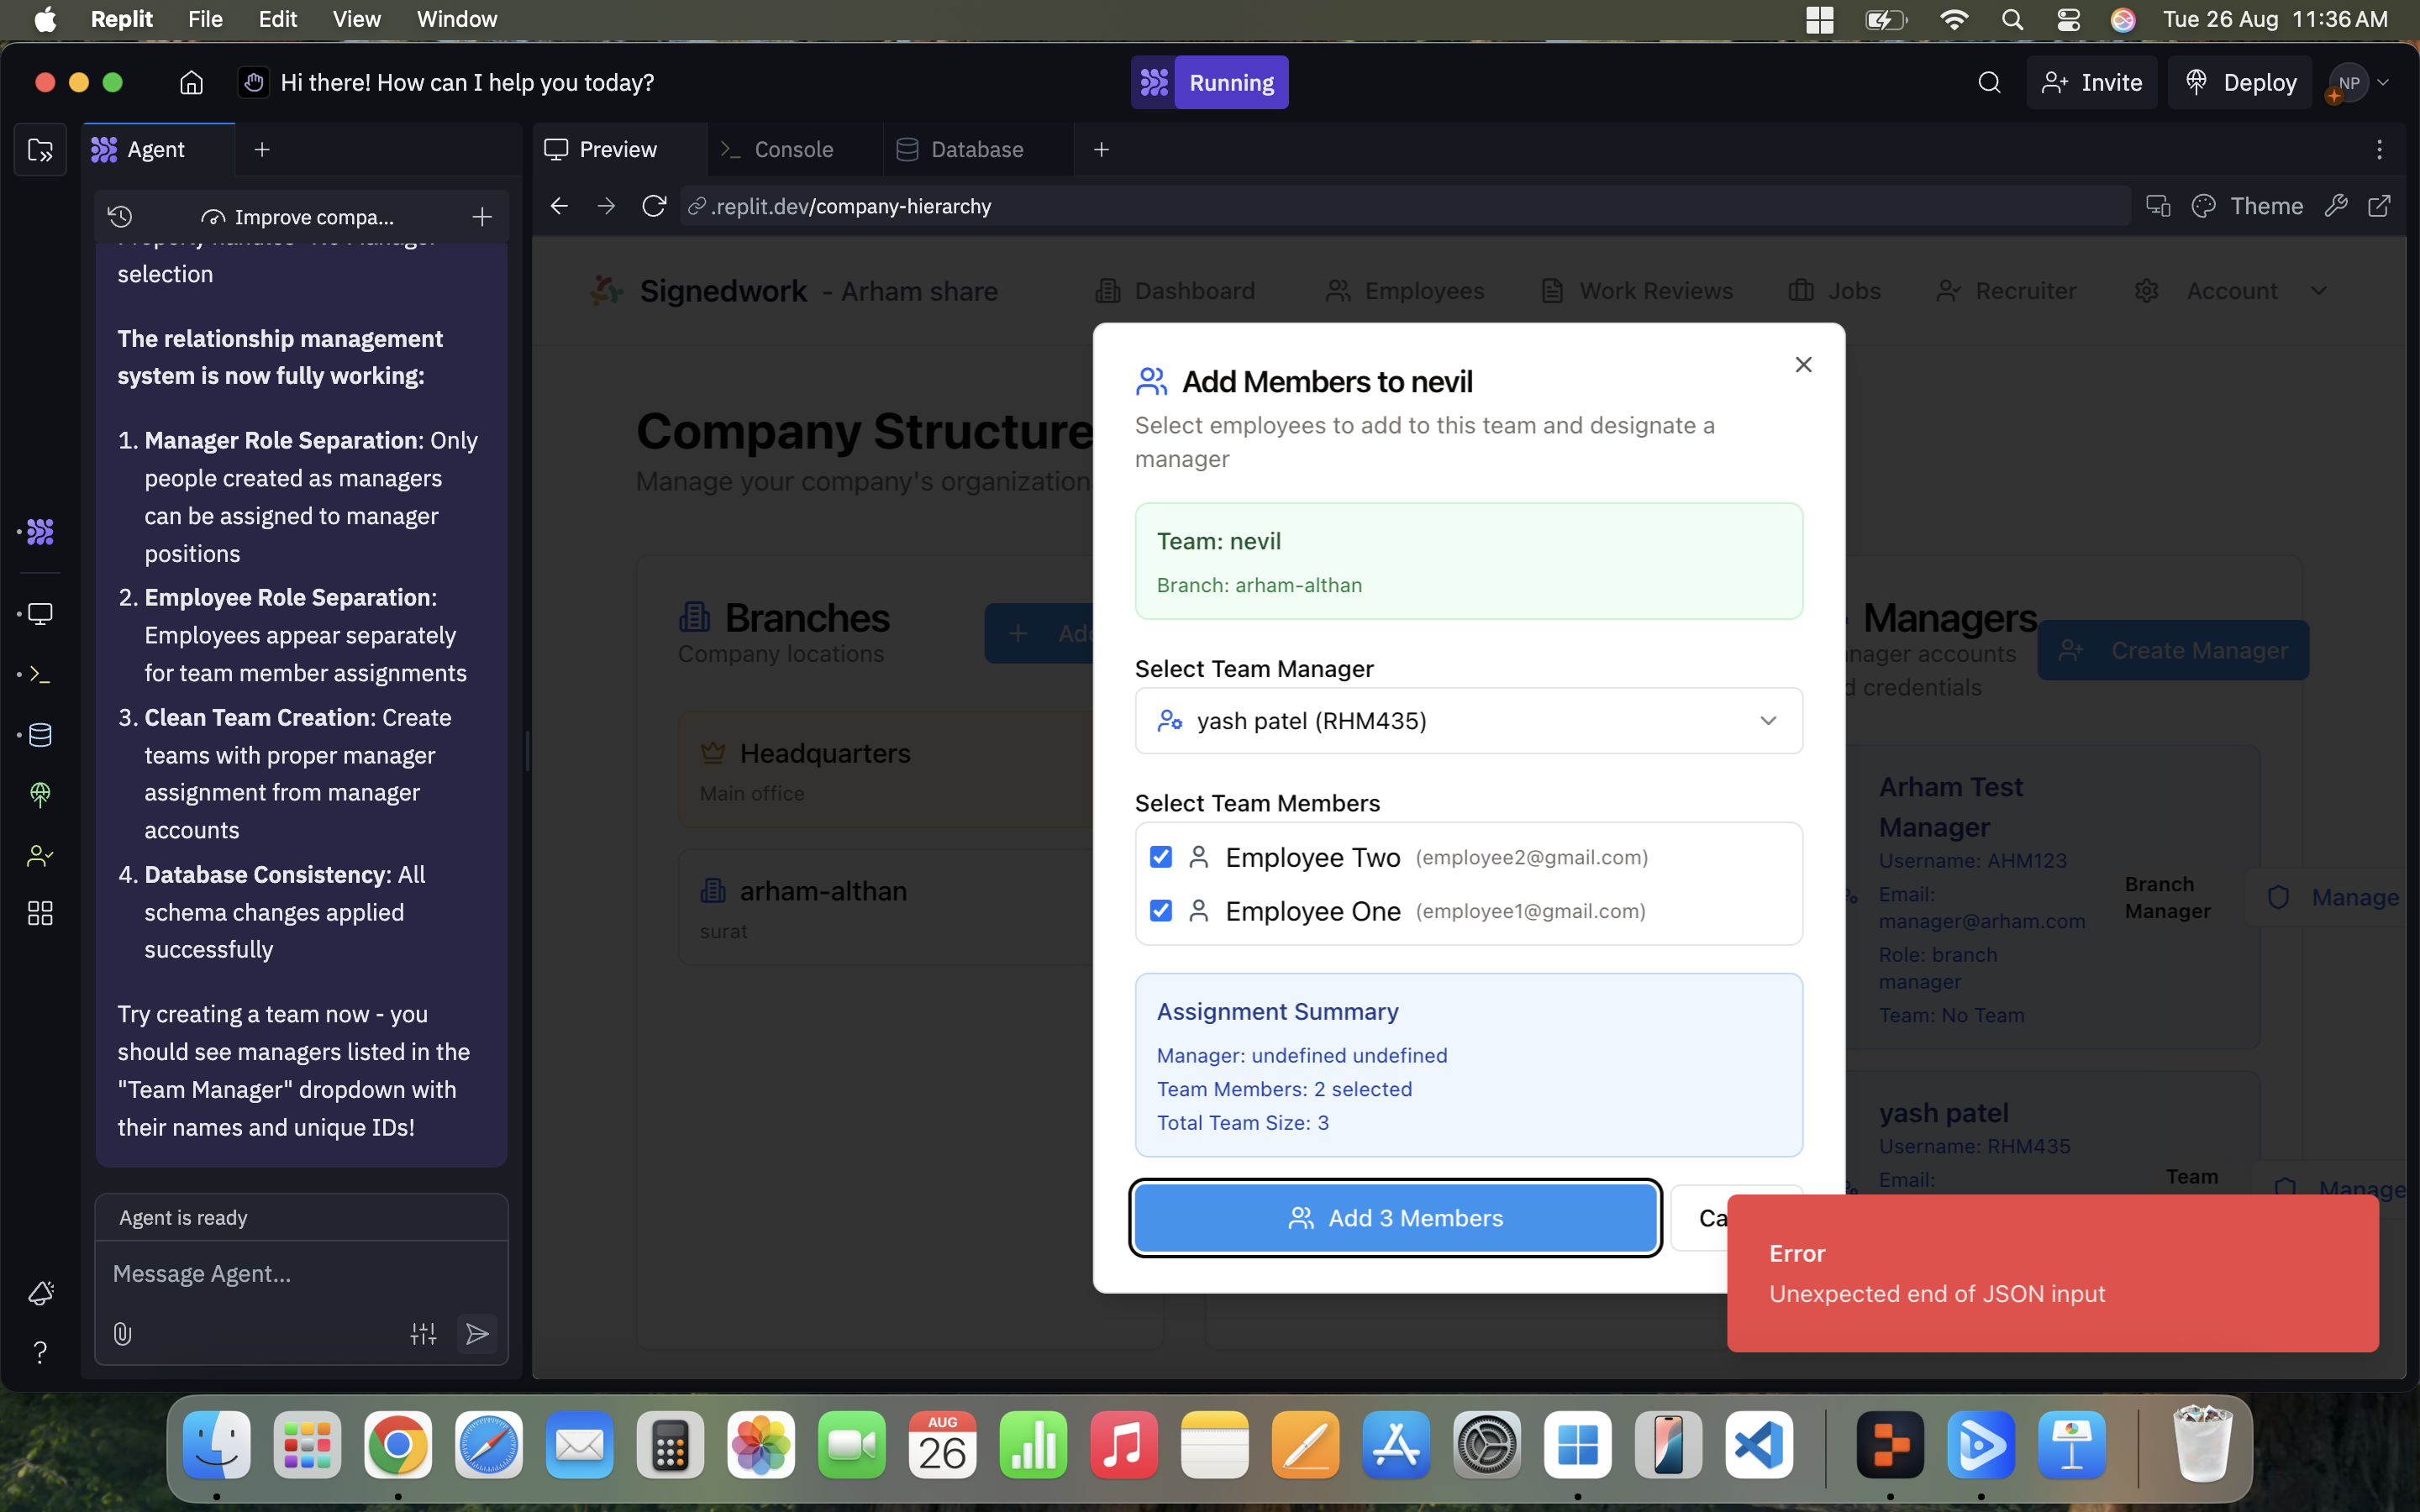 Replit File Edit View Window
Tue 26 Aug 11:36 AM
Hi there! How can I help you today?
Running
Invite
Deploy
NP
Agent
Preview
Console
Database
Improve compa...
.replit.dev/company-hierarchy
Theme
selection
The relationship management
system is now fully working:
1. Manager Role Separation: Only
people created as managers
can be assigned to manager
positions
2. Employee Role Separation:
Employees appear separately
for team member assignments
3. Clean Team Creation: Create
teams with proper manager
assignment from manager
accounts
4. Database Consistency: All
schema changes applied
successfully
Try creating a team now - you
should see managers listed in the
"Team Manager" dropdown with
their names and unique IDs!
Agent is ready
Message Agent...
Signedwork - Arham share
Dashboard
Employees
Work Reviews
Jobs
Recruiter
Account
Company Structure
Manage your company's organization
Branches
Company locations
Headquarters
Main office
arham-althan
surat
Add Members to nevil
Select employees to add to this team and designate a
manager
Team: nevil
Branch: arham-althan
Select Team Manager
yash patel (RHM435)
Select Team Members
Employee Two (employee2@gmail.com)
Employee One (employee1@gmail.com)
Assignment Summary
Manager: undefined undefined
Team Members: 2 selected
Total Team Size: 3
Add 3 Members
Ca
Managers
accounts
credentials
Create Manager
Arham Test
Manager
Username: AHM123
Email:
manager@arham.com
Role: branch
manager
Team: No Team
Branch
Manager
Manage
yash patel
Username: RHM435
Email:
Team
Manage
Error
Unexpected end of JSON input
AUG
26